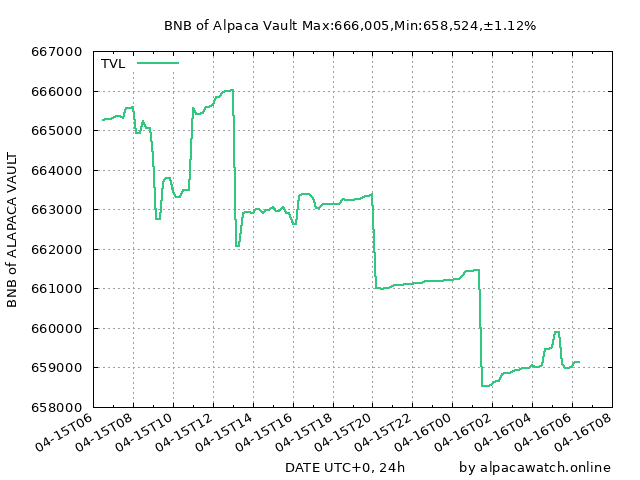 BNB of Alpaca Vault Max:666,005,Min:658,524,±1.12%
TVL
BNB of ALAPACA VAULT
667000
666000
665000
664000
663000
662000
661000
660000
659000
658000
04-15T06
04-15T08
04-15T10
04-15T12
04-15T14
04-15T16
04-15T18
04-15T20
04-15T22
04-16T00
04-16T02
04-16T04
04-16T06
04-16T08
DATE UTC+0, 24h
by alpacawatch.online